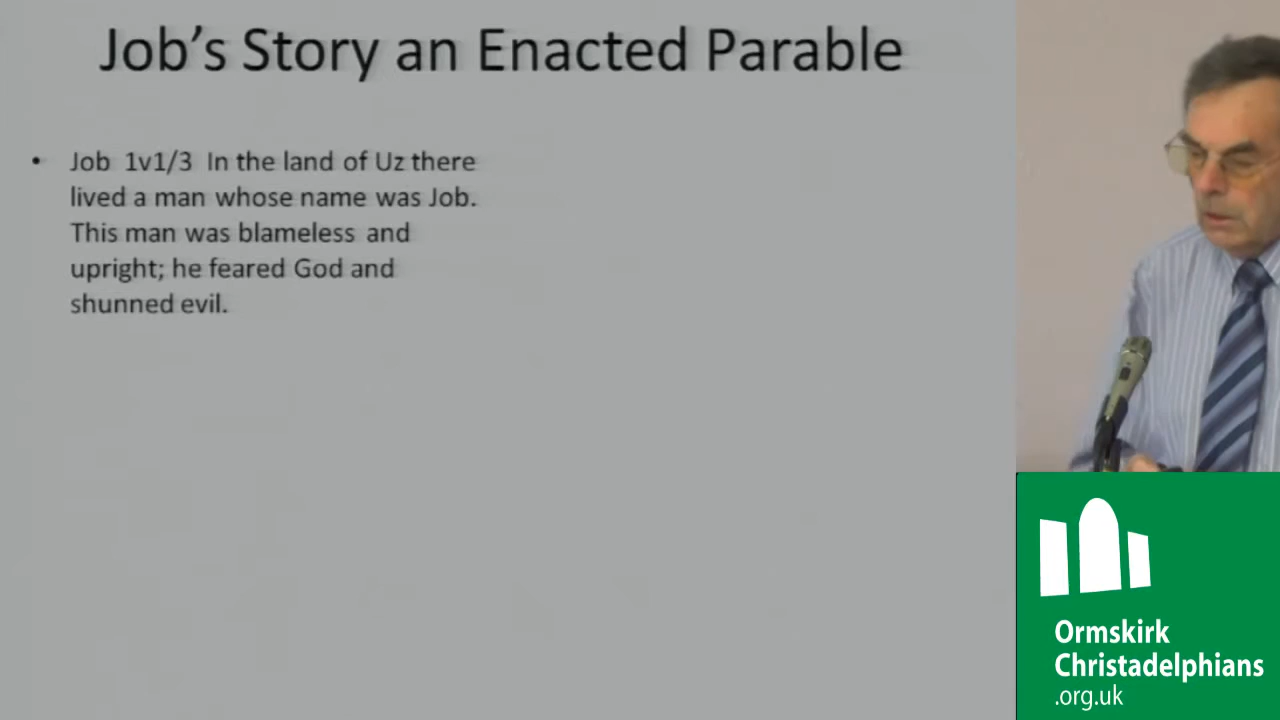 Job's Story an Enacted Parable
• Job 1v1/3 In the land of Uz there
lived a man whose name was Job.
This man was blameless and
upright; he feared God and
shunned evil.
Ormskirk
Christadelphians
.org.uk